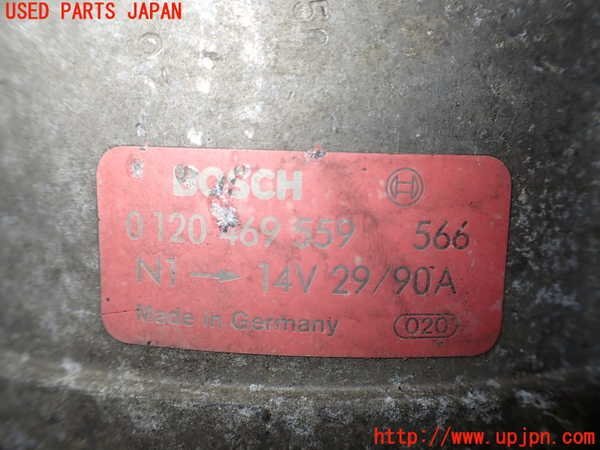 USED PARTS JAPAN
BOSCH
0 120 469 559 566
N1 → 14V 29/90A
Made in Germany 020
http://www.upjpn.com/